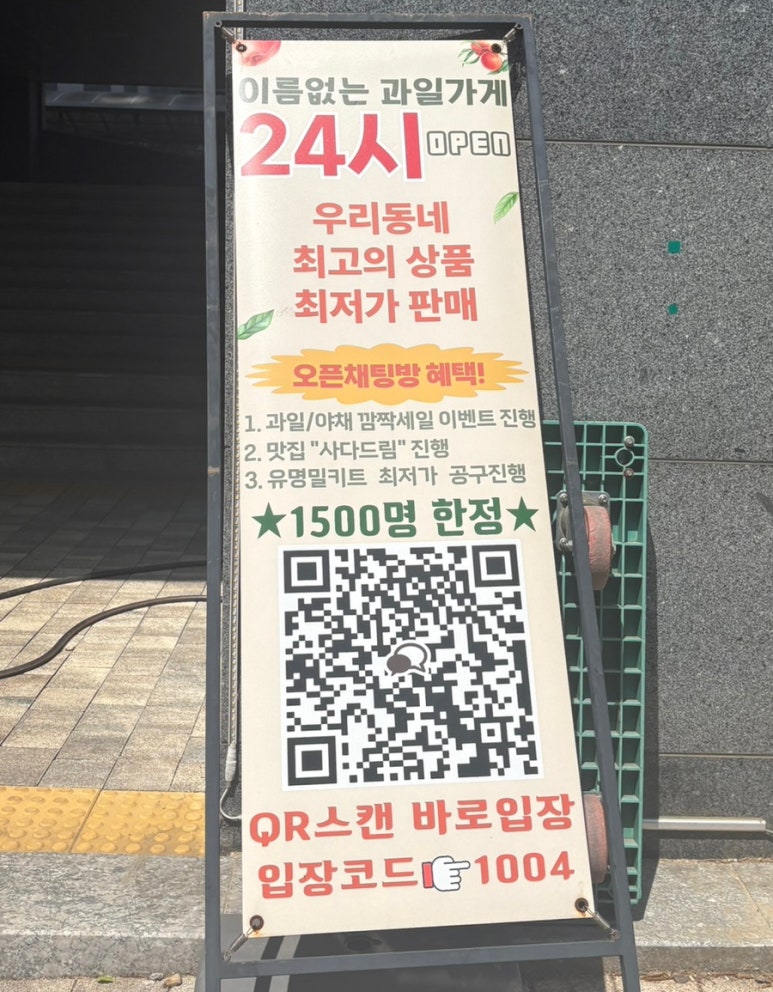 이름없는 과일가게
24시 OPEN
우리동네
최고의 상품
최저가 판매
오픈채팅방 혜택!
1. 과일/야채 깜짝세일 이벤트 진행
2. 맛집 "사다드림" 진행
3. 유명밀키트 최저가 공구진행
★1500명 한정★
QR스캔 바로입장
입장코드👉1004